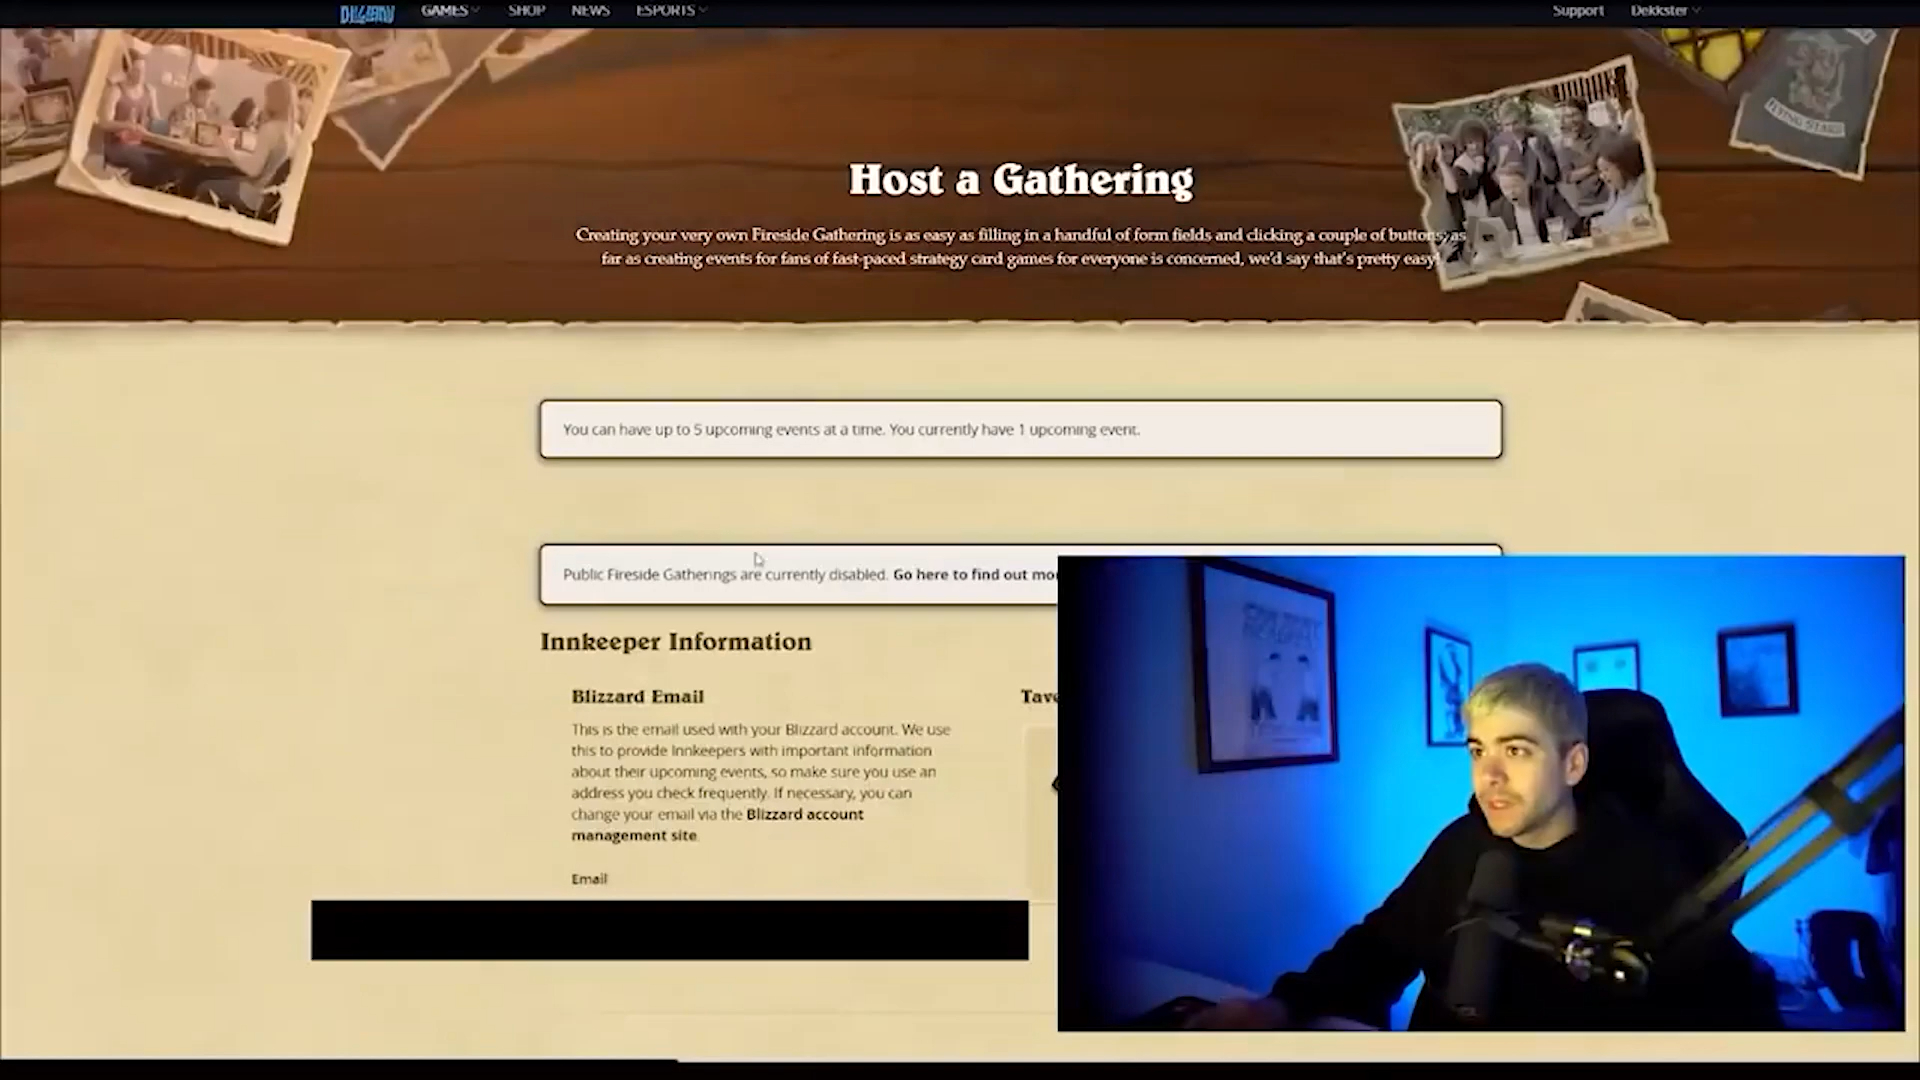 BLIZZARD GAMES SHOP NEWS ESPORTS Support Dekkster
Host a Gathering
Creating your very own Fireside Gathering is as easy as filling in a handful of form fields and clicking a couple of buttons; as
far as creating events for fans of fast-paced strategy card games for everyone is concerned, we'd say that's pretty easy!
You can have up to 5 upcoming events at a time. You currently have 1 upcoming event.
Public Fireside Gatherings are currently disabled. Go here to find out mo
Innkeeper Information
Blizzard Email
Tave
This is the email used with your Blizzard account. We use
this to provide Innkeepers with important information
about their upcoming events, so make sure you use an
address you check frequently. If necessary, you can
change your email via the Blizzard account
management site.
Email